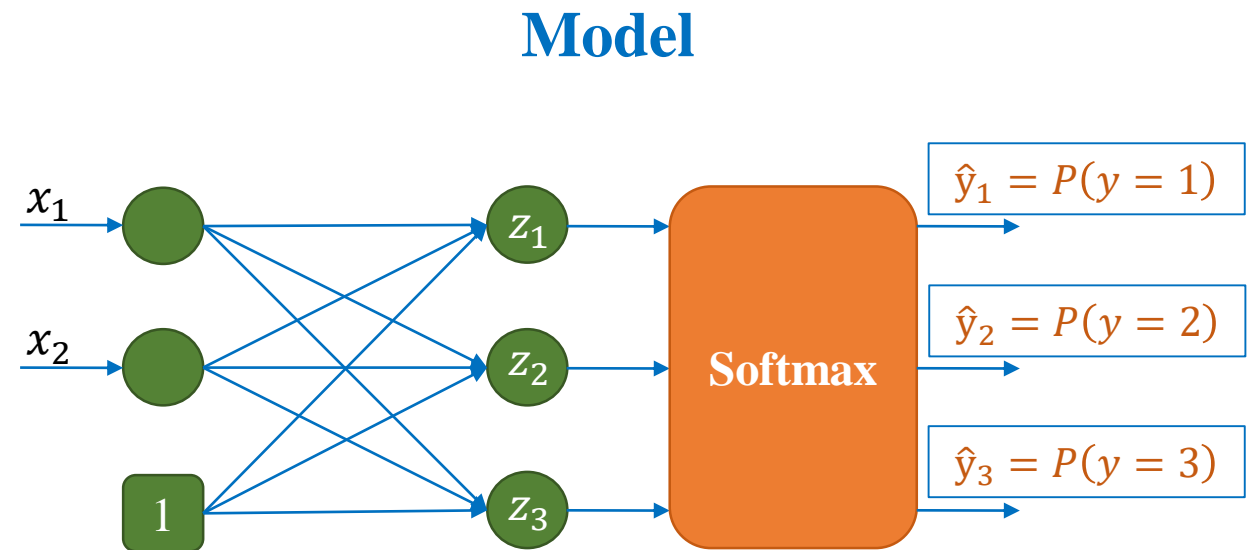 Model
x₁
x₂
1
z₁
z₂
z₃
Softmax
ŷ₁ = P(y = 1)
ŷ₂ = P(y = 2)
ŷ₃ = P(y = 3)